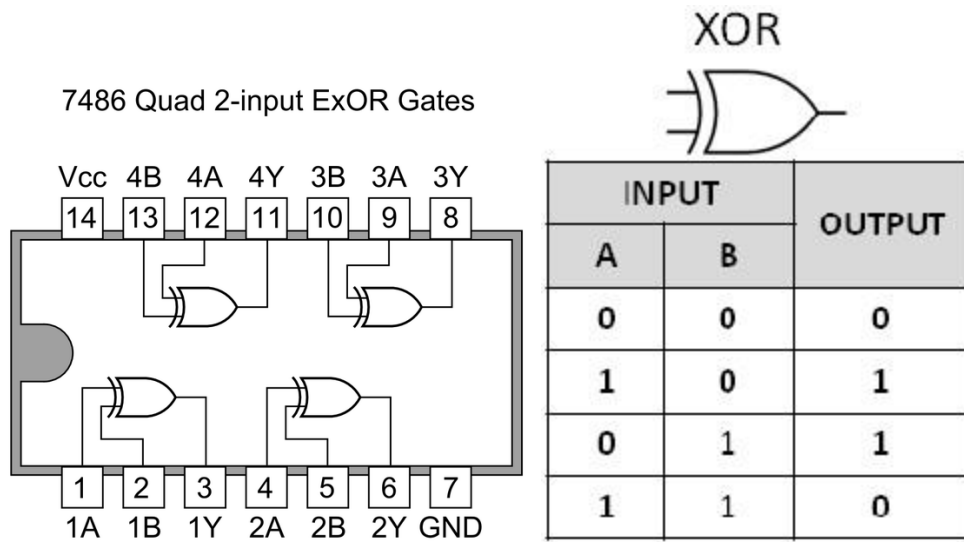 7486 Quad 2-input ExOR Gates
Vcc 4B 4A 4Y 3B 3A 3Y
14 13 12 11 10 9 8
1 2 3 4 5 6 7
1A 1B 1Y 2A 2B 2Y GND
XOR
INPUT OUTPUT
A B
0 0 0
1 0 1
0 1 1
1 1 0